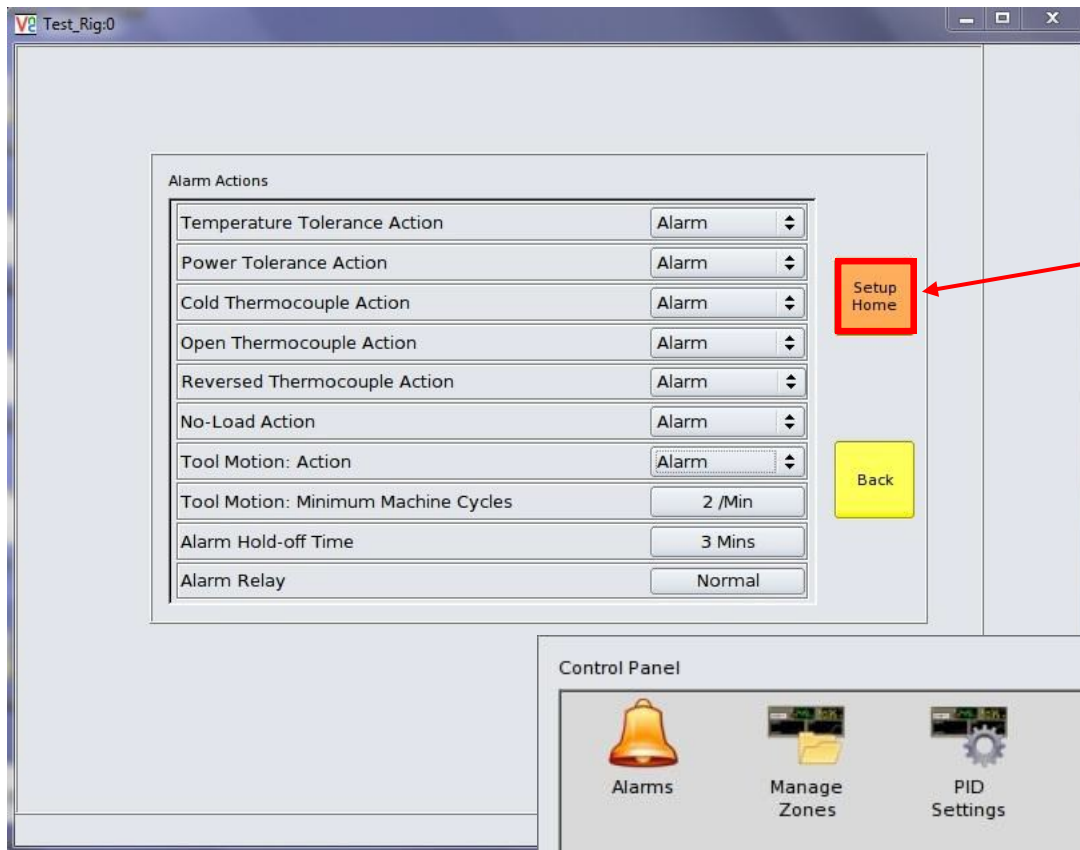 V2 Test_Rig:0
Alarm Actions
Temperature Tolerance Action Alarm
Power Tolerance Action Alarm
Cold Thermocouple Action Alarm
Open Thermocouple Action Alarm
Reversed Thermocouple Action Alarm
No-Load Action Alarm
Tool Motion: Action Alarm
Tool Motion: Minimum Machine Cycles 2 /Min
Alarm Hold-off Time 3 Mins
Alarm Relay Normal
Setup
Home
Back
Control Panel
Alarms
Manage
Zones
PID
Settings